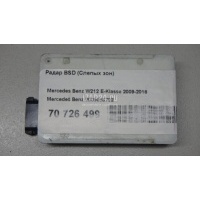 Радар BSD (Слепых зон)
Mercedes Benz W212 E-Klasse 2009-2016
Mercedes Benz
70 726 499